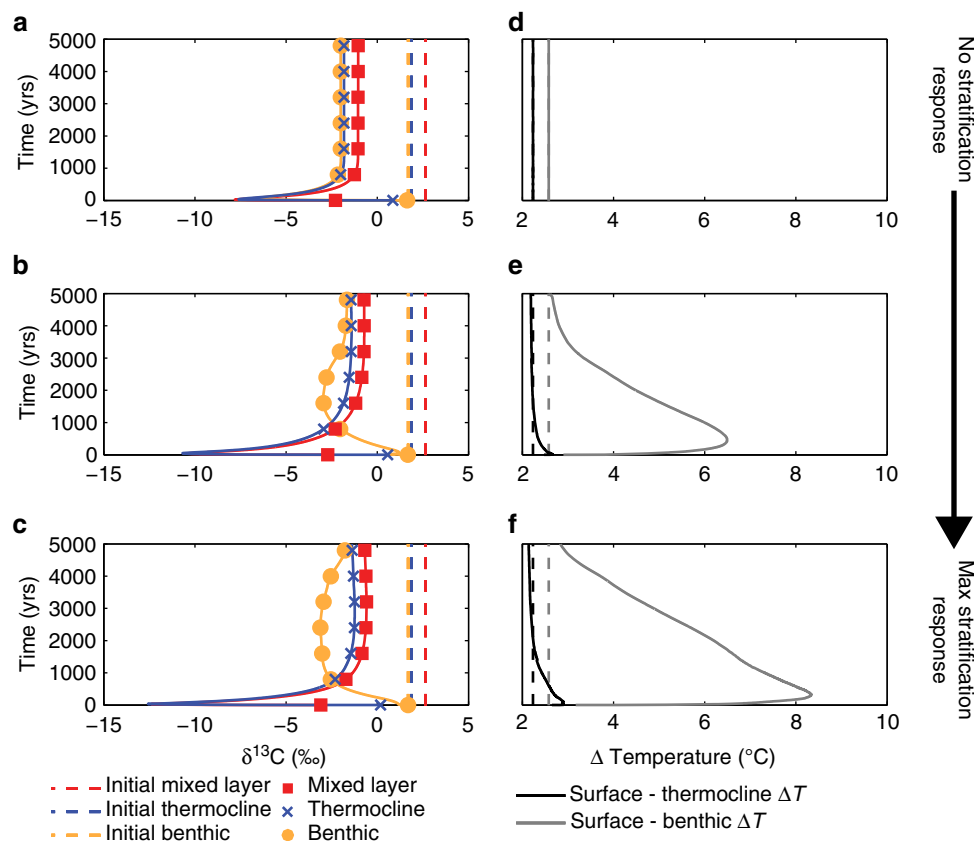 a
d
5000
4000
3000
2000
1000
0
Time (yrs)
−15
−10
−5
0
5
2
4
6
8
10
b
e
5000
4000
3000
2000
1000
0
Time (yrs)
−15
−10
−5
0
5
2
4
6
8
10
c
f
5000
4000
3000
2000
1000
0
Time (yrs)
−15
−10
−5
0
5
δ¹³C (‰)
2
4
6
8
10
Δ Temperature (°C)
No stratification
response
Max stratification
response
Initial mixed layer
Initial thermocline
Initial benthic
Mixed layer
Thermocline
Benthic
Surface - thermocline ΔT
Surface - benthic ΔT